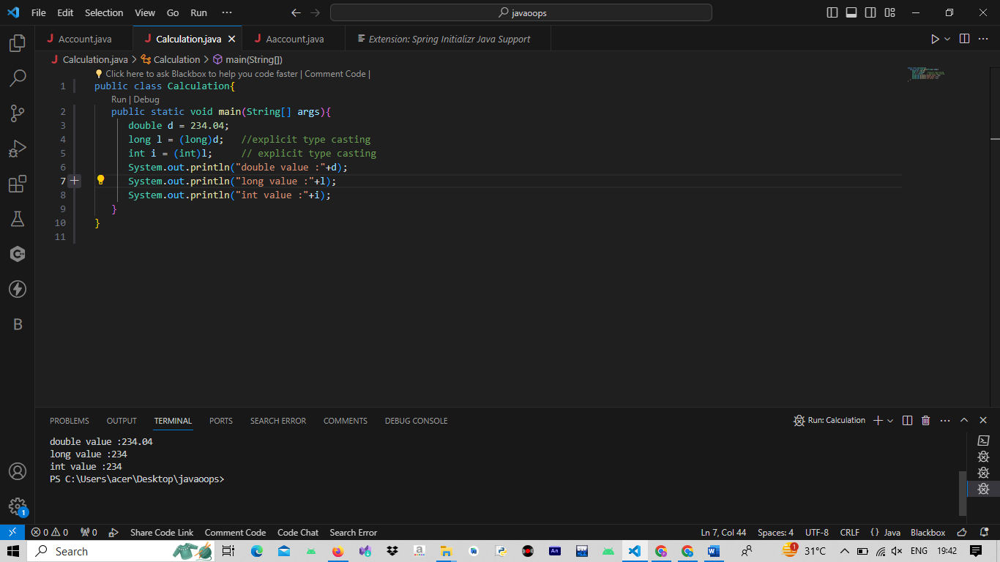 File Edit Selection View Go Run ··· javaoops
Account.java Calculation.java Aaccount.java Extension: Spring Initializr Java Support
Calculation.java > Calculation > main(String[])
Click here to ask Blackbox to help you code faster | Comment Code |
1 public class Calculation{
Run | Debug
2 public static void main(String[] args){
3 double d = 234.04;
4 long l = (long)d; //explicit type casting
5 int i = (int)l; // explicit type casting
6 System.out.println("double value :"+d);
7 System.out.println("long value :"+l);
8 System.out.println("int value :"+i);
9 }
10 }
11
PROBLEMS OUTPUT TERMINAL PORTS SEARCH ERROR COMMENTS DEBUG CONSOLE Run: Calculation
double value :234.04
long value :234
int value :234
PS C:\Users\acer\Desktop\javaoops>
1
0 0 0 Share Code Link Comment Code Code Chat Search Error Ln 7, Col 44 Spaces: 4 UTF-8 CRLF {} Java Blackbox
Search 1 31°C ENG 19:42